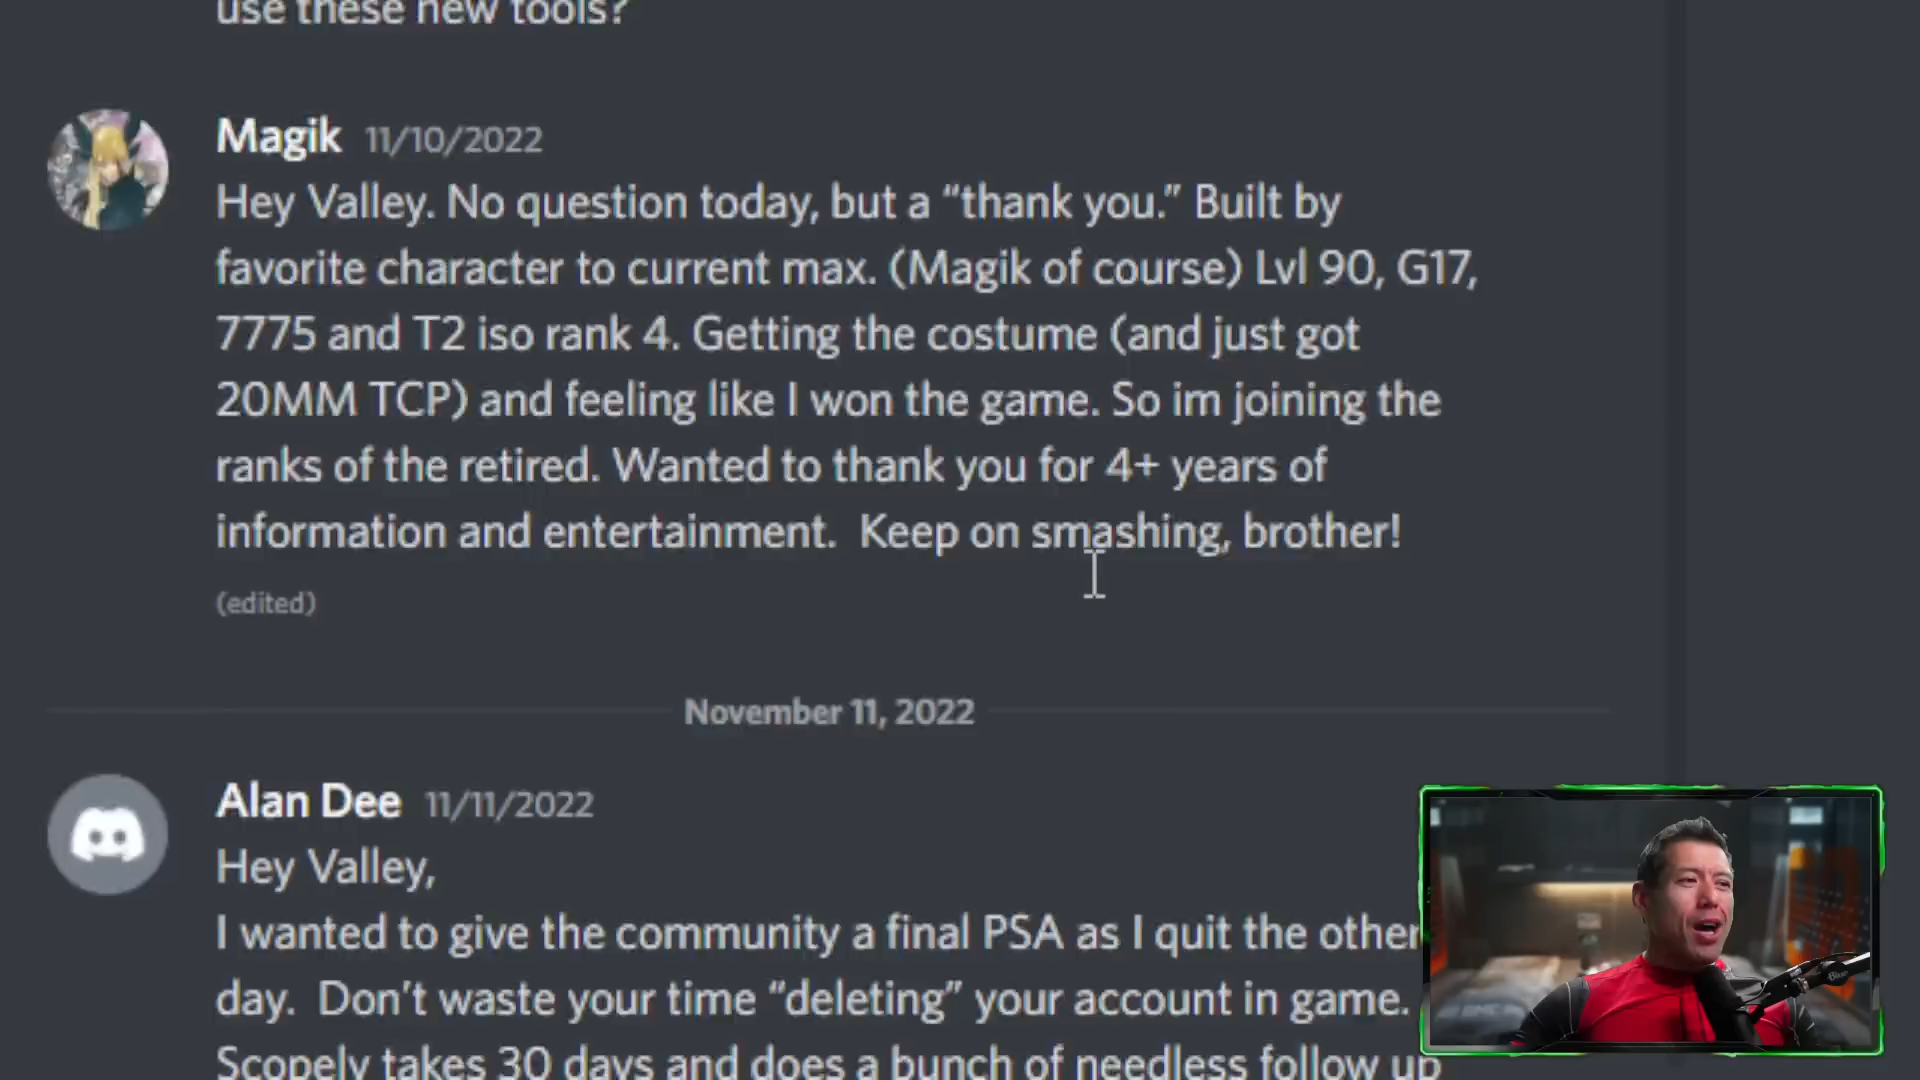 use these new tools?
Magik 11/10/2022
Hey Valley. No question today, but a “thank you.” Built by
favorite character to current max. (Magik of course) Lvl 90, G17,
7775 and T2 iso rank 4. Getting the costume (and just got
20MM TCP) and feeling like I won the game. So im joining the
ranks of the retired. Wanted to thank you for 4+ years of
information and entertainment.  Keep on smashing, brother!
(edited)
November 11, 2022
Alan Dee 11/11/2022
Hey Valley,
I wanted to give the community a final PSA as I quit the other
day.  Don’t waste your time “deleting” your account in game.
Scopely takes 30 days and does a bunch of needless follow up
Blue